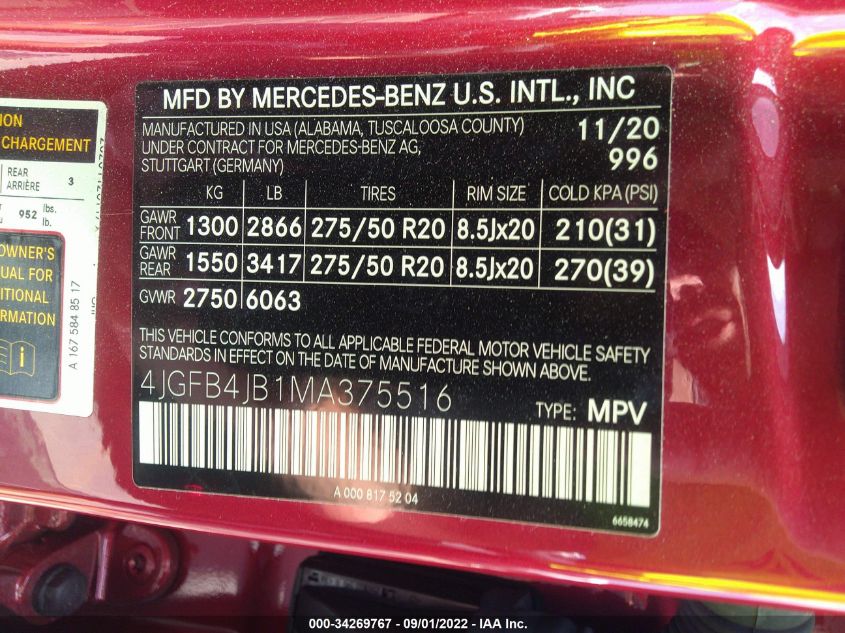 MFD BY MERCEDES-BENZ U.S. INTL., INC
MANUFACTURED IN USA (ALABAMA, TUSCALOOSA COUNTY) 11/20
UNDER CONTRACT FOR MERCEDES-BENZ AG, 996
STUTTGART (GERMANY)
KG LB TIRES RIM SIZE COLD KPA (PSI)
GAWR FRONT 1300 2866 275/50 R20 8.5Jx20 210(31)
GAWR REAR 1550 3417 275/50 R20 8.5Jx20 270(39)
GVWR 2750 6063
THIS VEHICLE CONFORMS TO ALL APPLICABLE FEDERAL MOTOR VEHICLE SAFETY
STANDARDS IN EFFECT ON THE DATE OF MANUFACTURE SHOWN ABOVE.
4JGFB4JB1MA375516 TYPE: MPV
A 000 817 52 04
6658474
CHARGEMENT
REAR
ARRIÈRE 3
952 lbs.
lb.
OWNER'S
UAL FOR
ITIONAL
RMATION
A 167 584 85 17
000-34269767 - 09/01/2022 - IAA Inc.